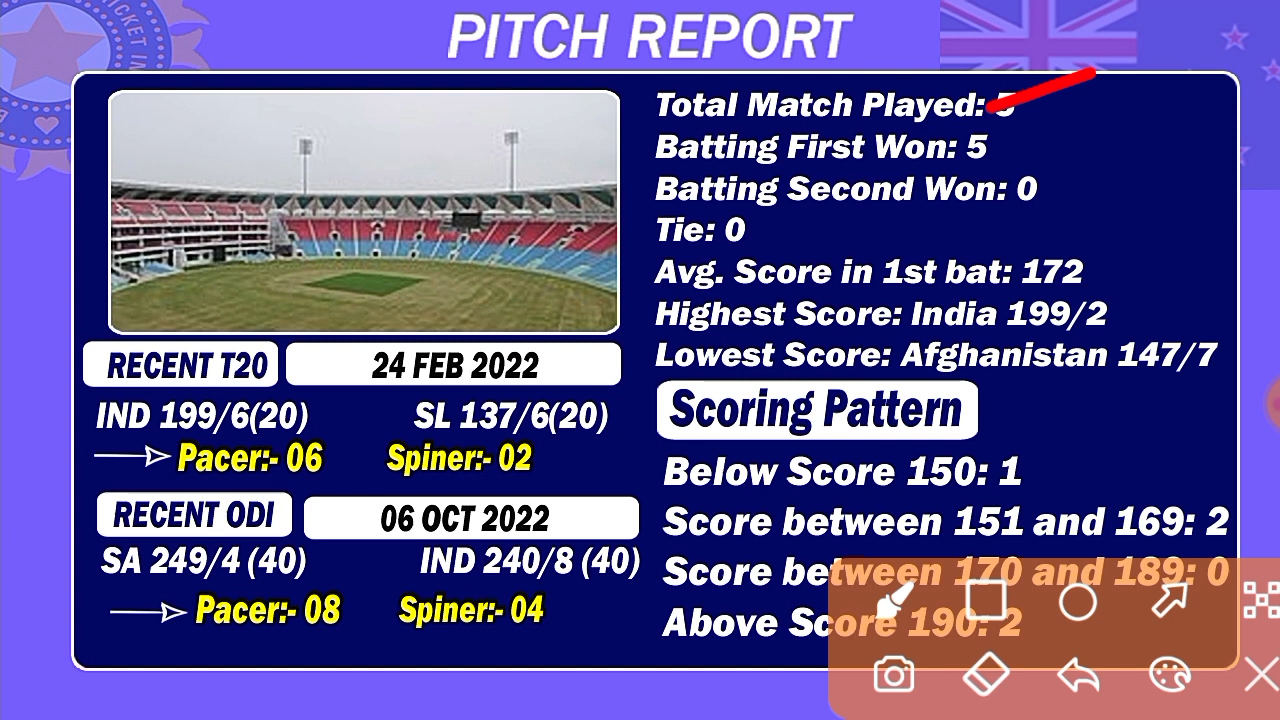 PITCH REPORT
Total Match Played: 5
Batting First Won: 5
Batting Second Won: 0
Tie: 0
Avg. Score in 1st bat: 172
Highest Score: India 199/2
Lowest Score: Afghanistan 147/7
RECENT T20
24 FEB 2022
IND 199/6(20)
SL 137/6(20)
Pacer:- 06
Spiner:- 02
RECENT ODI
06 OCT 2022
SA 249/4 (40)
IND 240/8 (40)
Pacer:- 08
Spiner:- 04
Scoring Pattern
Below Score 150: 1
Score between 151 and 169: 2
Score between 170 and 189: 0
Above Score 190: 2